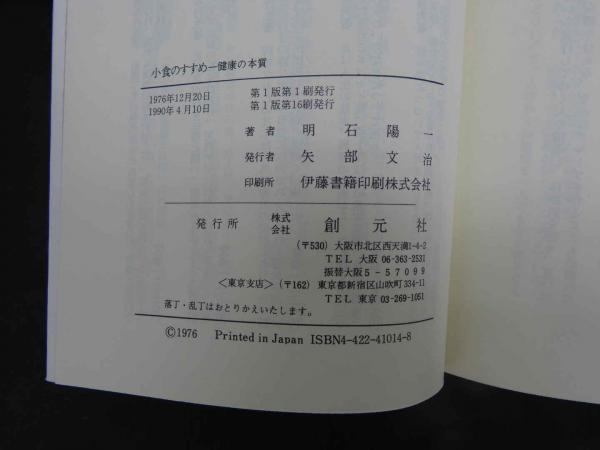 小食のすすめ―健康の本質
1976年12月20日 第1版第1刷発行
1990年4月10日 第1版第16刷発行
著者 明石陽一
発行者 矢部文治
印刷所 伊藤書籍印刷株式会社
発行所 株式会社 創元社
(〒530) 大阪市北区西天満1-4-2
TEL 大阪 06-363-2531
振替大阪5-57099
〈東京支店〉(〒162) 東京都新宿区山吹町334-11
TEL 東京 03-269-1051
落丁・乱丁はおとりかえいたします。
©1976 Printed in Japan ISBN4-422-41014-8